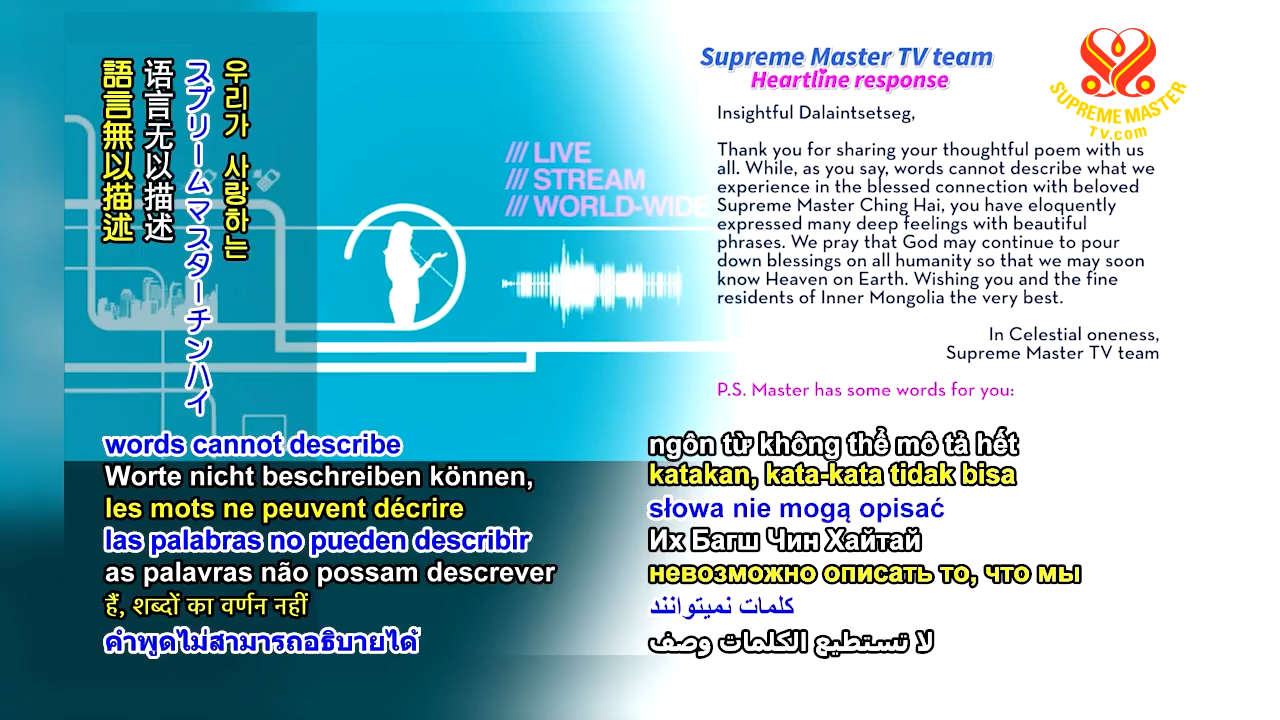 Supreme Master TV team
Heartline response
SUPREME MASTER
TV.com
Insightful Dalaintsetseg,
Thank you for sharing your thoughtful poem with us
all. While, as you say, words cannot describe what we
experience in the blessed connection with beloved
Supreme Master Ching Hai, you have eloquently
expressed many deep feelings with beautiful
phrases. We pray that God may continue to pour
down blessings on all humanity so that we may soon
know Heaven on Earth. Wishing you and the fine
residents of Inner Mongolia the very best.
In Celestial oneness,
Supreme Master TV team
P.S. Master has some words for you:
/// LIVE
/// STREAM
/// WORLD-WIDE
語言無以描述
语言无以描述
スプリームマスターチンハイ
우리가 사랑하는
words cannot describe
Worte nicht beschreiben können,
les mots ne peuvent décrire
las palabras no pueden describir
as palavras não possam descrever
हैं, शब्दों का वर्णन नहीं
คำพูดไม่สามารถอธิบายได้
ngôn từ không thể mô tả hết
katakan, kata-kata tidak bisa
słowa nie mogą opisać
Их Багш Чин Хайтай
невозможно описать то, что мы
کلمات نمیتوانند
لا تستطيع الكلمات وصف